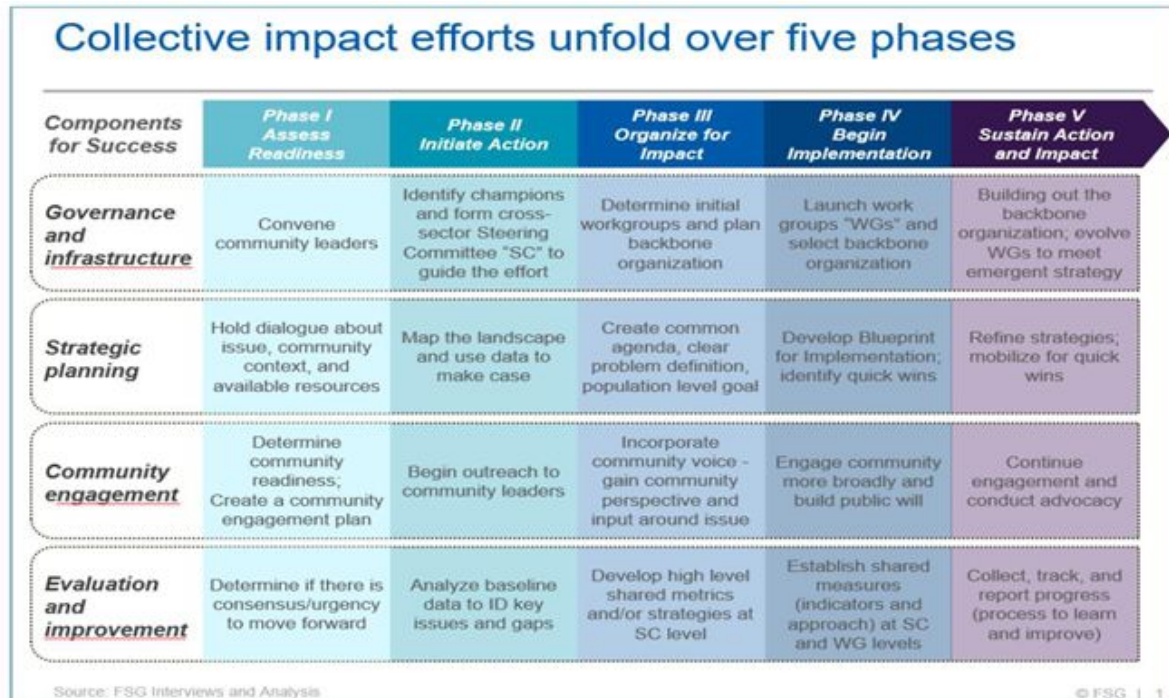 Collective impact efforts unfold over five phases
Components
for Success
Phase I
Assess
Readiness
Phase II
Initiate Action
Phase III
Organize for
Impact
Phase IV
Begin
Implementation
Phase V
Sustain Action
and Impact
Governance
and
infrastructure
Convene
community leaders
Identify champions
and form cross-
sector Steering
Committee "SC" to
guide the effort
Determine initial
workgroups and plan
backbone
organization
Launch work
groups "WGs" and
select backbone
organization
Building out the
backbone
organization; evolve
WGs to meet
emergent strategy
Strategic
planning
Hold dialogue about
issue, community
context, and
available resources
Map the landscape
and use data to
make case
Create common
agenda, clear
problem definition,
population level goal
Develop Blueprint
for Implementation;
identify quick wins
Refine strategies;
mobilize for quick
wins
Community
engagement
Determine
community
readiness;
Create a community
engagement plan
Begin outreach to
community leaders
Incorporate
community voice -
gain community
perspective and
input around issue
Engage community
more broadly and
build public will
Continue
engagement and
conduct advocacy
Evaluation
and
improvement
Determine if there is
consensus/urgency
to move forward
Analyze baseline
data to ID key
issues and gaps
Develop high level
shared metrics
and/or strategies at
SC level
Establish shared
measures
(indicators and
approach) at SC
and WG levels
Collect, track, and
report progress
(process to learn
and improve)
Source: FSG Interviews and Analysis
© FSG | 1